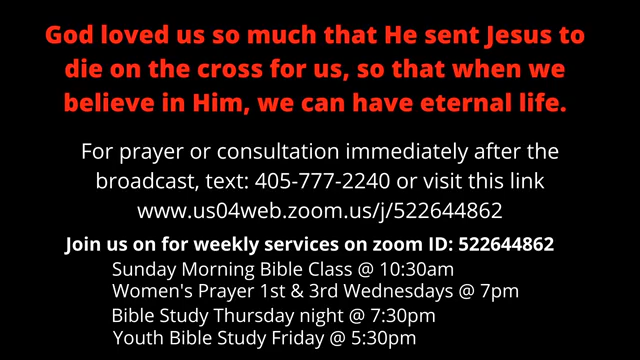 God loved us so much that He sent Jesus to
die on the cross for us, so that when we
believe in Him, we can have eternal life.
For prayer or consultation immediately after the
broadcast, text: 405-777-2240 or visit this link
www.us04web.zoom.us/j/522644862
Join us on for weekly services on zoom ID: 522644862
Sunday Morning Bible Class @ 10:30am
Women's Prayer 1st & 3rd Wednesdays @ 7pm
Bible Study Thursday night @ 7:30pm
Youth Bible Study Friday @ 5:30pm